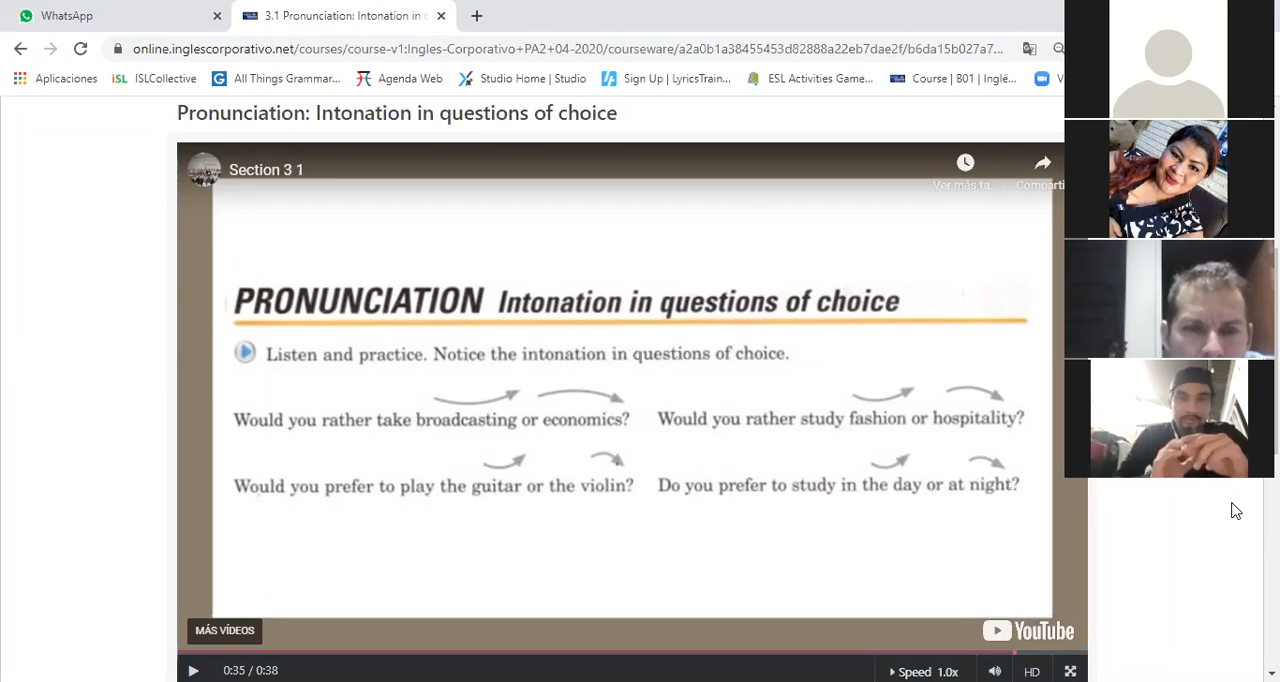 WhatsApp
3.1 Pronunciation: Intonation in c
online.inglescorporativo.net/courses/course-v1:Ingles-Corporativo+PA2+04-2020/courseware/a2a0b1a38455453d82888a22eb7dae2f/b6da15b027a7...
Aplicaciones iSL ISLCollective All Things Grammar... Agenda Web Studio Home | Studio Sign Up | LyricsTrain... ESL Activities Game... Course | B01 | Inglé...
Pronunciation: Intonation in questions of choice
Section 3 1
Ver más ta... Comparti
PRONUNCIATION Intonation in questions of choice
Listen and practice. Notice the intonation in questions of choice.
Would you rather take broadcasting or economics? Would you rather study fashion or hospitality?
Would you prefer to play the guitar or the violin? Do you prefer to study in the day or at night?
MÁS VÍDEOS
YouTube
0:35 / 0:38 Speed 1.0x HD